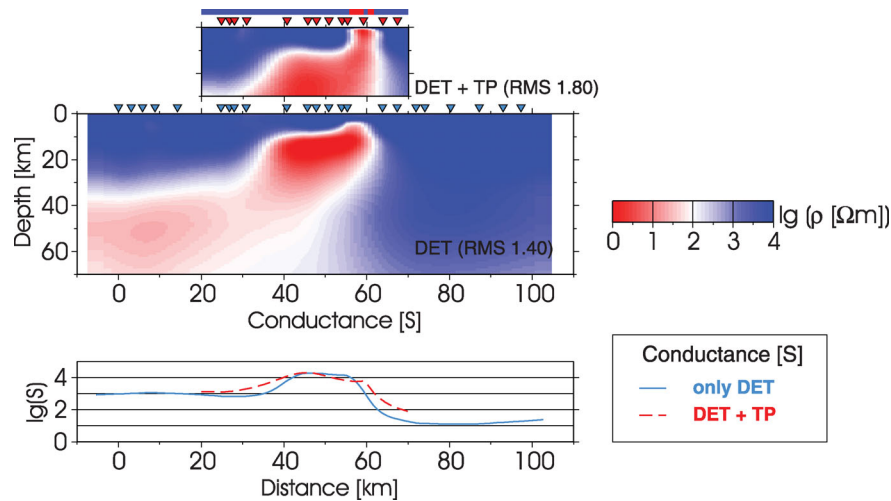 DET + TP (RMS 1.80)
0
20
40
60
Depth [km]
DET (RMS 1.40)
0 20 40 60 80 100
Conductance [S]
0 1 2 3 4
lg (ρ [Ωm])
4
2
0
lg(S)
0 20 40 60 80 100
Distance [km]
Conductance [S]
only DET
DET + TP